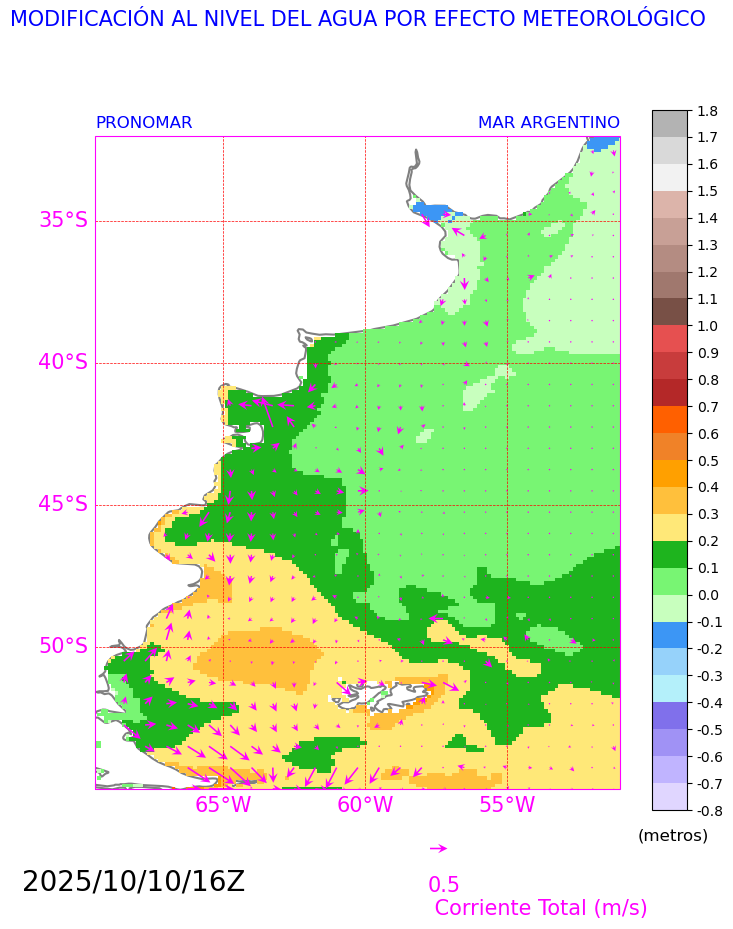 MODIFICACIÓN AL NIVEL DEL AGUA POR EFECTO METEOROLÓGICO
PRONOMAR
MAR ARGENTINO
1.8
1.7
1.6
1.5
1.4
1.3
1.2
1.1
1.0
0.9
0.8
0.7
0.6
0.5
0.4
0.3
0.2
0.1
0.0
-0.1
-0.2
-0.3
-0.4
-0.5
-0.6
-0.7
-0.8
(metros)
35°S
40°S
45°S
50°S
65°W
60°W
55°W
2025/10/10/16Z
0.5
Corriente Total (m/s)